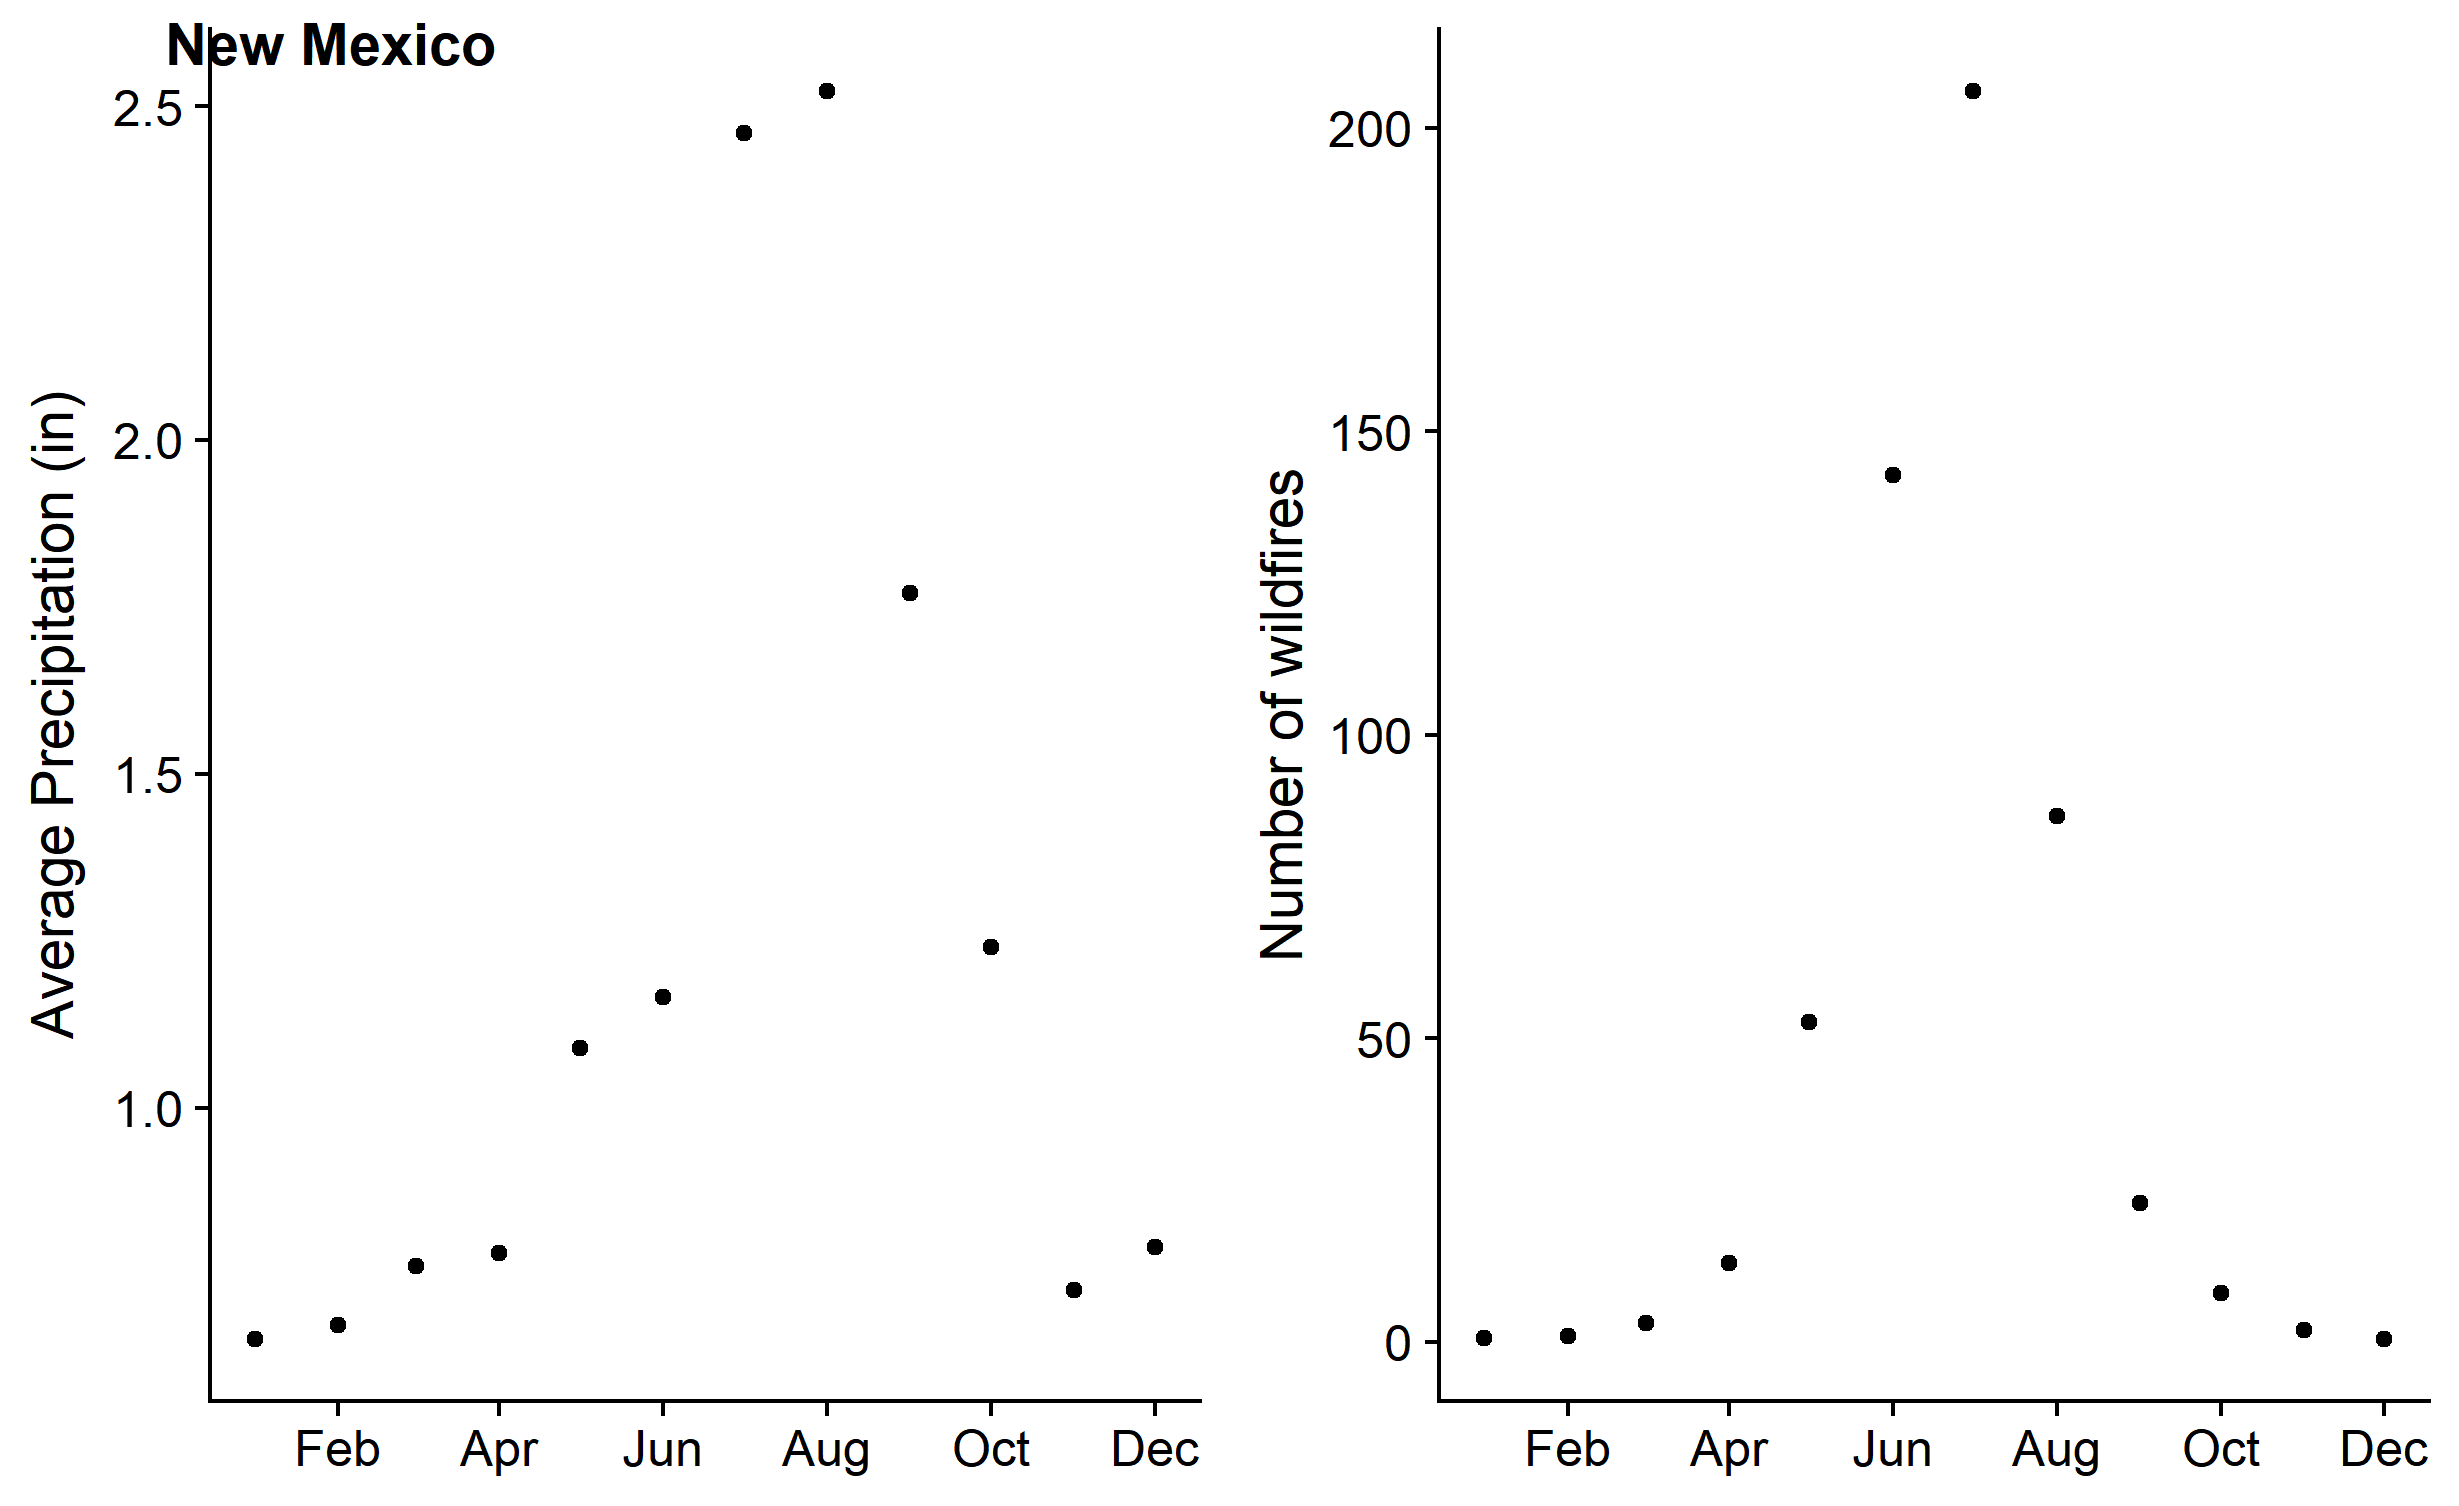 New Mexico
Average Precipitation (in)
2.5
2.0
1.5
1.0
Feb Apr Jun Aug Oct Dec
Number of wildfires
200
150
100
50
0
Feb Apr Jun Aug Oct Dec